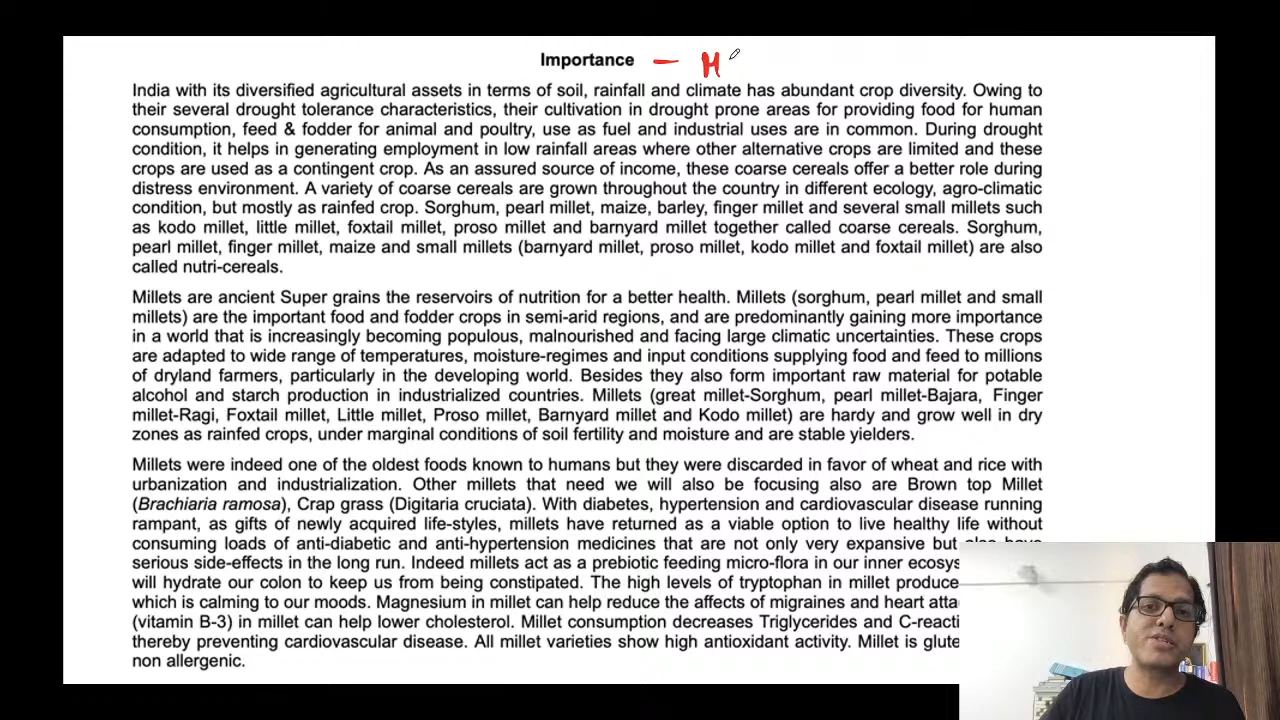 Importance — M
India with its diversified agricultural assets in terms of soil, rainfall and climate has abundant crop diversity. Owing to
their several drought tolerance characteristics, their cultivation in drought prone areas for providing food for human
consumption, feed & fodder for animal and poultry, use as fuel and industrial uses are in common. During drought
condition, it helps in generating employment in low rainfall areas where other alternative crops are limited and these
crops are used as a contingent crop. As an assured source of income, these coarse cereals offer a better role during
distress environment. A variety of coarse cereals are grown throughout the country in different ecology, agro-climatic
condition, but mostly as rainfed crop. Sorghum, pearl millet, maize, barley, finger millet and several small millets such
as kodo millet, little millet, foxtail millet, proso millet and barnyard millet together called coarse cereals. Sorghum,
pearl millet, finger millet, maize and small millets (barnyard millet, proso millet, kodo millet and foxtail millet) are also
called nutri-cereals.
Millets are ancient Super grains the reservoirs of nutrition for a better health. Millets (sorghum, pearl millet and small
millets) are the important food and fodder crops in semi-arid regions, and are predominantly gaining more importance
in a world that is increasingly becoming populous, malnourished and facing large climatic uncertainties. These crops
are adapted to wide range of temperatures, moisture-regimes and input conditions supplying food and feed to millions
of dryland farmers, particularly in the developing world. Besides they also form important raw material for potable
alcohol and starch production in industrialized countries. Millets (great millet-Sorghum, pearl millet-Bajara, Finger
millet-Ragi, Foxtail millet, Little millet, Proso millet, Barnyard millet and Kodo millet) are hardy and grow well in dry
zones as rainfed crops, under marginal conditions of soil fertility and moisture and are stable yielders.
Millets were indeed one of the oldest foods known to humans but they were discarded in favor of wheat and rice with
urbanization and industrialization. Other millets that need we will also be focusing also are Brown top Millet
(Brachiaria ramosa), Crap grass (Digitaria cruciata). With diabetes, hypertension and cardiovascular disease running
rampant, as gifts of newly acquired life-styles, millets have returned as a viable option to live healthy life without
consuming loads of anti-diabetic and anti-hypertension medicines that are not only very expensive but also have
serious side-effects in the long run. Indeed millets act as a prebiotic feeding micro-flora in our inner ecosys
will hydrate our colon to keep us from being constipated. The high levels of tryptophan in millet produce
which is calming to our moods. Magnesium in millet can help reduce the affects of migraines and heart atta
(vitamin B-3) in millet can help lower cholesterol. Millet consumption decreases Triglycerides and C-reacti
thereby preventing cardiovascular disease. All millet varieties show high antioxidant activity. Millet is glute
non allergenic.